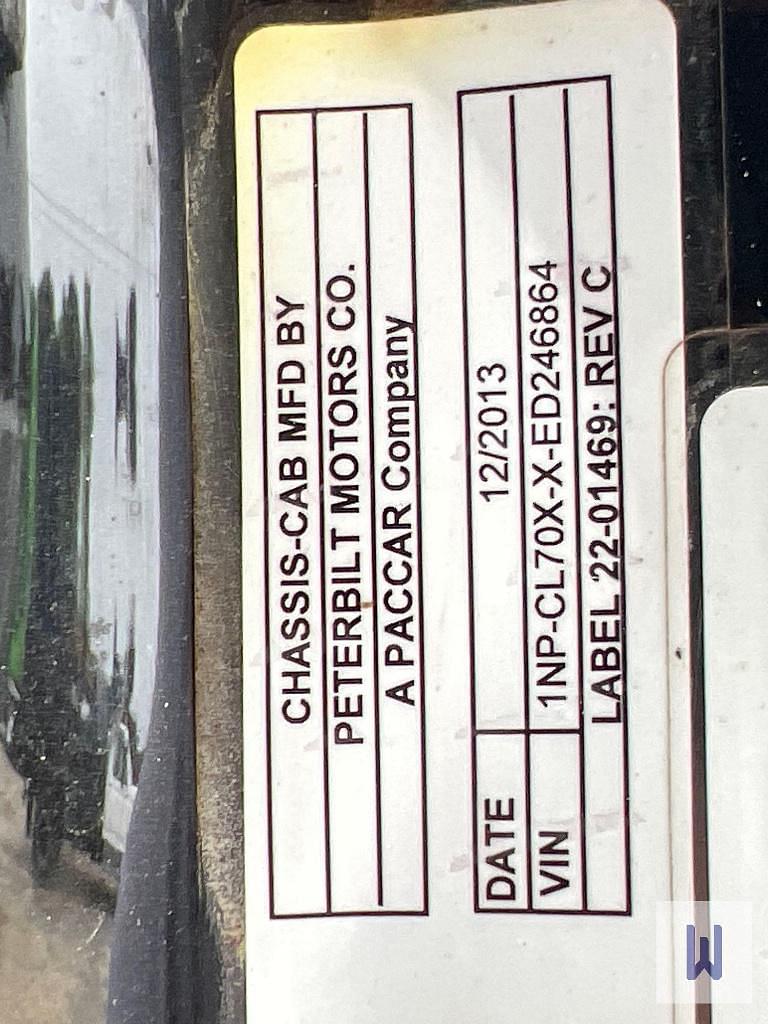 CHASSIS-CAB MFD BY
PETERBILT MOTORS CO.
A PACCAR Company
DATE 12/2013
VIN 1NP-CL70X-X-ED246864
LABEL 22-01469: REV C
W